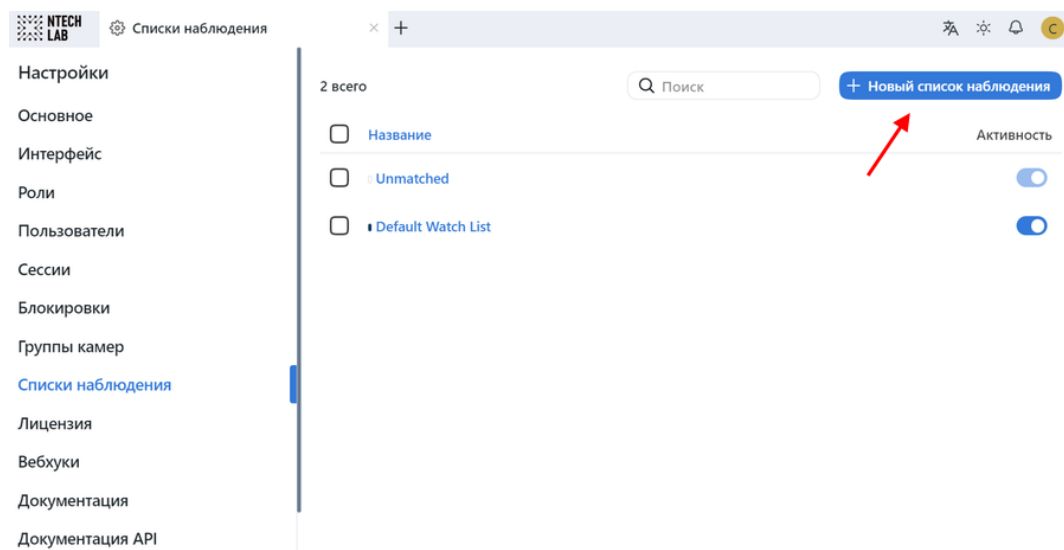 NTECH
LAB
Списки наблюдения
C
Настройки
Основное
Интерфейс
Роли
Пользователи
Сессии
Блокировки
Группы камер
Списки наблюдения
Лицензия
Вебхуки
Документация
Документация API
2 всего
Поиск
+ Новый список наблюдения
Название
Активность
Unmatched
Default Watch List